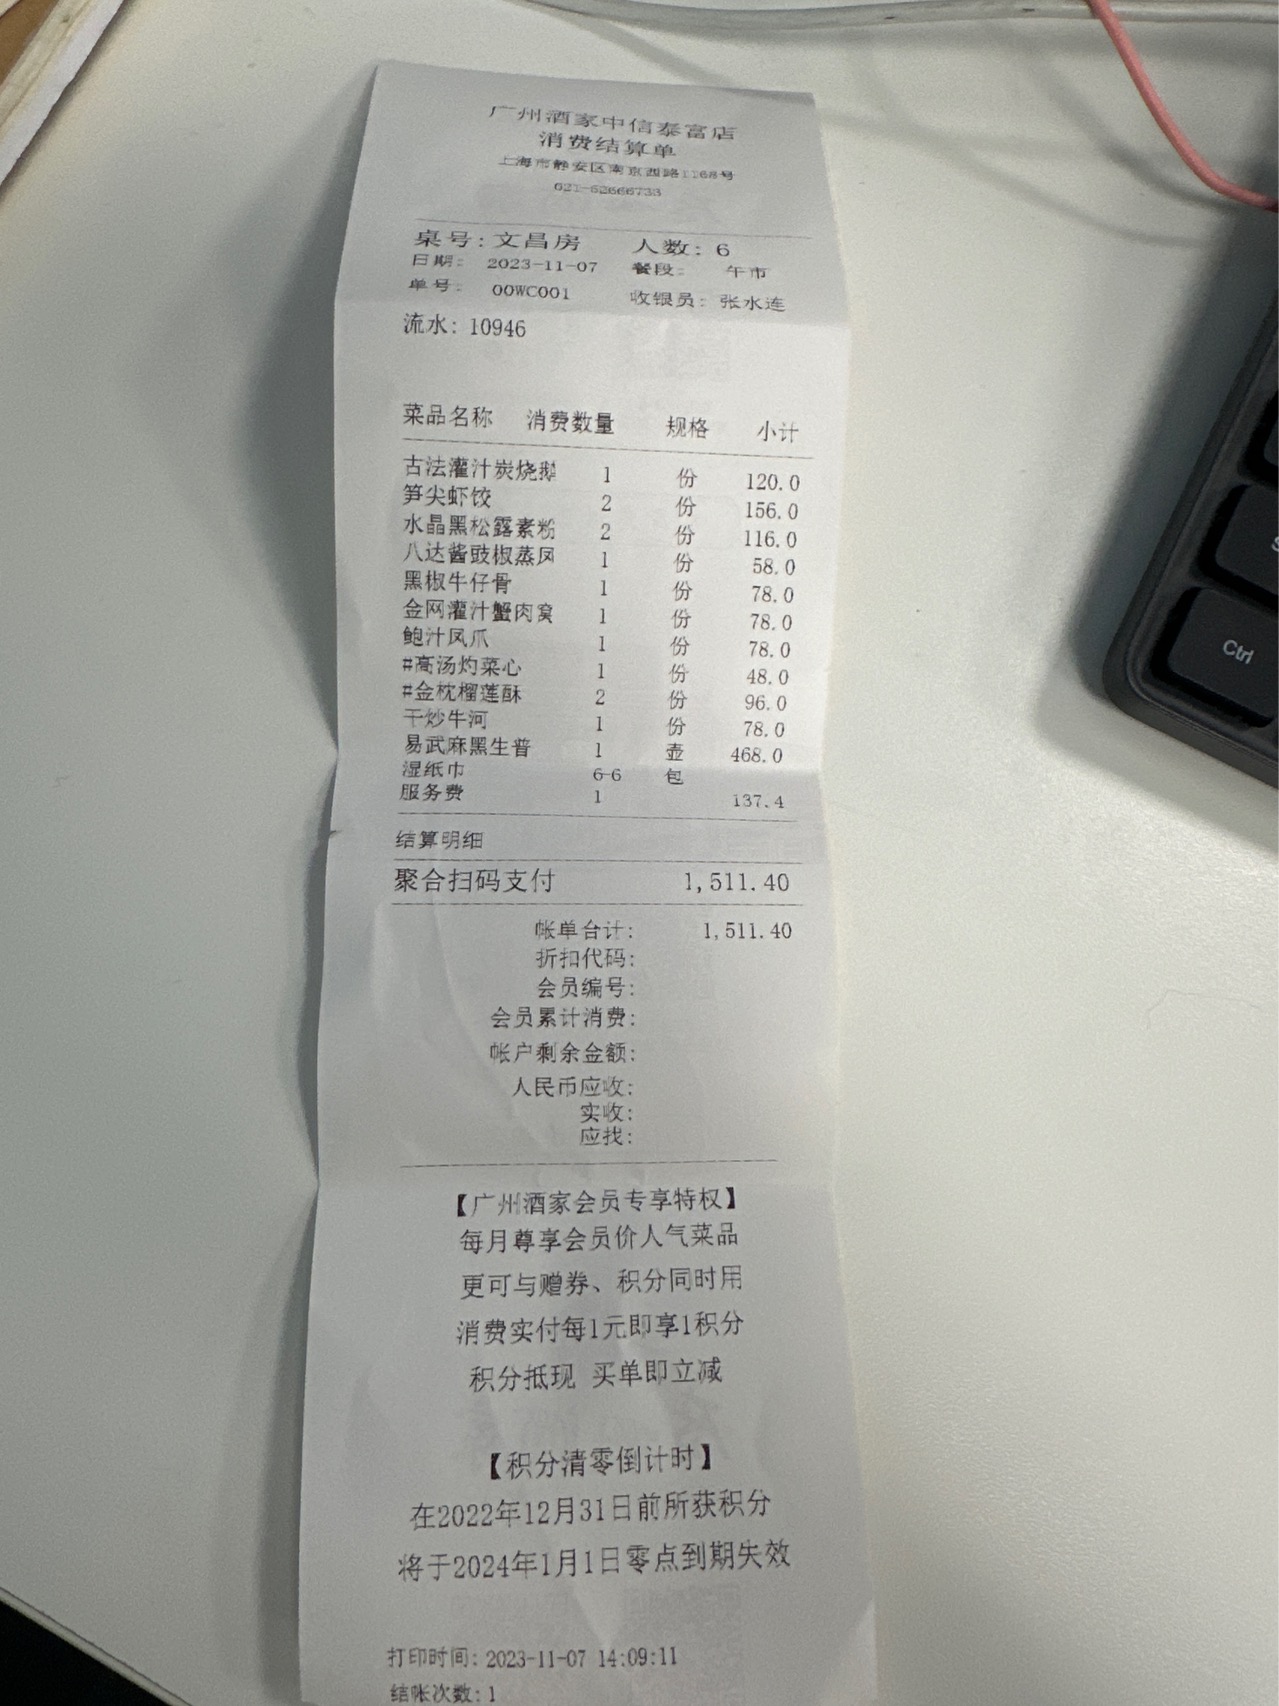 广州酒家中信泰富店
消费结算单
上海市静安区南京西路1168号
021-62666733
桌号: 文昌房 人数: 6
日期: 2023-11-07 餐段: 午市
单号: 00WC001 收银员: 张水连
流水: 10946
菜品名称 消费数量 规格 小计
古法灌汁炭烧鹅 1 份 120.0
笋尖虾饺 2 份 156.0
水晶黑松露素粉 2 份 116.0
八达酱豉椒蒸凤 1 份 58.0
黑椒牛仔骨 1 份 78.0
金网灌汁蟹肉窝 1 份 78.0
鲍汁凤爪 1 份 78.0
#高汤灼菜心 1 份 48.0
#金枕榴莲酥 2 份 96.0
干炒牛河 1 份 78.0
易武麻黑生普 1 壶 468.0
湿纸巾 6-6 包
服务费 1 137.4
结算明细
聚合扫码支付 1,511.40
帐单合计: 1,511.40
折扣代码:
会员编号:
会员累计消费:
帐户剩余金额:
人民币应收:
实收:
应找:
【广州酒家会员专享特权】
每月尊享会员价人气菜品
更可与赠券、积分同时用
消费实付每1元即享1积分
积分抵现 买单即立减
【积分清零倒计时】
在2022年12月31日前所获积分
将于2024年1月1日零点到期失效
打印时间: 2023-11-07 14:09:11
结帐次数: 1
Ctrl